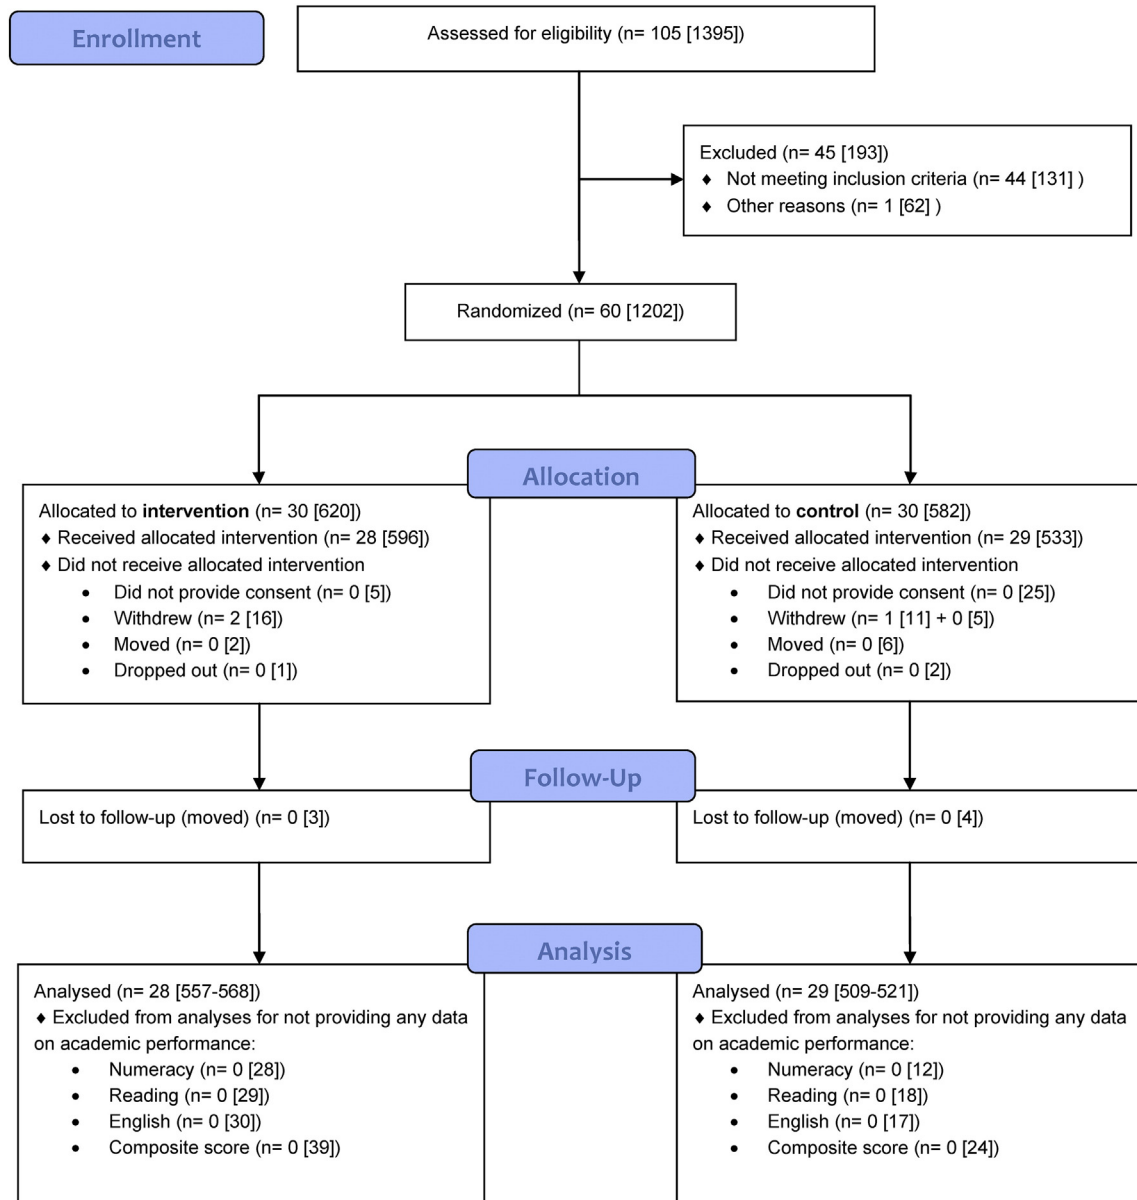 Enrollment
Assessed for eligibility (n= 105 [1395])
Excluded (n= 45 [193])
♦ Not meeting inclusion criteria (n= 44 [131] )
♦ Other reasons (n= 1 [62] )
Randomized (n= 60 [1202])
Allocation
Allocated to intervention (n= 30 [620])
♦ Received allocated intervention (n= 28 [596])
♦ Did not receive allocated intervention
• Did not provide consent (n= 0 [5])
• Withdrew (n= 2 [16])
• Moved (n= 0 [2])
• Dropped out (n= 0 [1])
Allocated to control (n= 30 [582])
♦ Received allocated intervention (n= 29 [533])
♦ Did not receive allocated intervention
• Did not provide consent (n= 0 [25])
• Withdrew (n= 1 [11] + 0 [5])
• Moved (n= 0 [6])
• Dropped out (n= 0 [2])
Follow-Up
Lost to follow-up (moved) (n= 0 [3])
Lost to follow-up (moved) (n= 0 [4])
Analysis
Analysed (n= 28 [557-568])
♦ Excluded from analyses for not providing any data
on academic performance:
• Numeracy (n= 0 [28])
• Reading (n= 0 [29])
• English (n= 0 [30])
• Composite score (n= 0 [39])
Analysed (n= 29 [509-521])
♦ Excluded from analyses for not providing any data
on academic performance:
• Numeracy (n= 0 [12])
• Reading (n= 0 [18])
• English (n= 0 [17])
• Composite score (n= 0 [24])